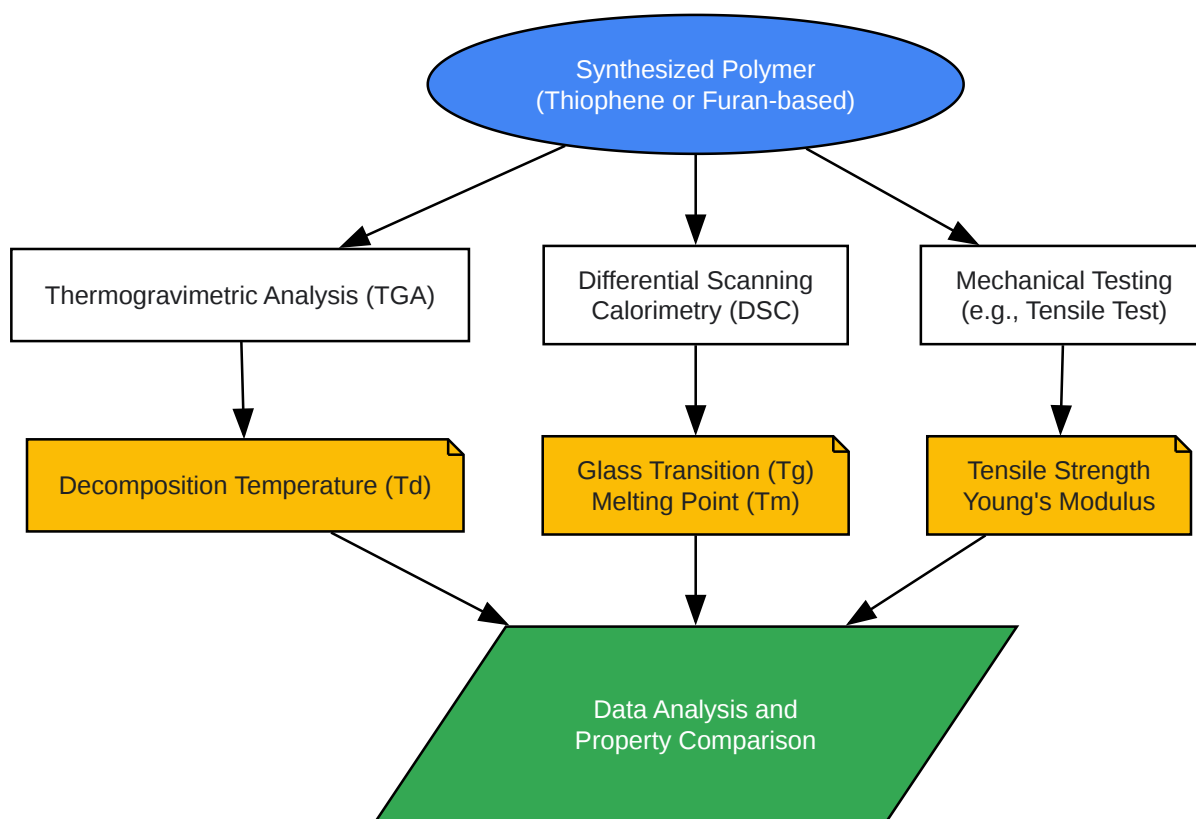 Synthesized Polymer
(Thiophene or Furan-based)
Thermogravimetric Analysis (TGA)
Differential Scanning
Calorimetry (DSC)
Mechanical Testing
(e.g., Tensile Test)
Decomposition Temperature (Td)
Glass Transition (Tg)
Melting Point (Tm)
Tensile Strength
Young's Modulus
Data Analysis and
Property Comparison